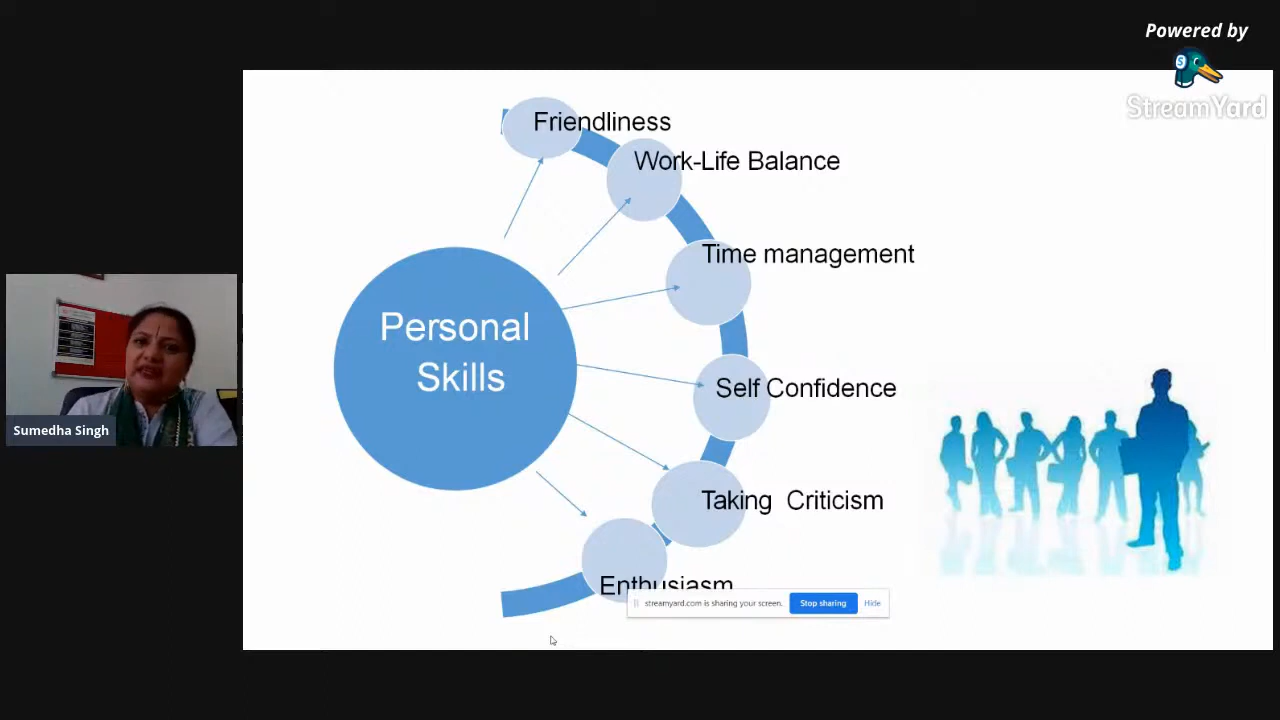 Powered by
StreamYard
Friendliness
Work-Life Balance
Time management
Personal
Skills
Self Confidence
Sumedha Singh
Taking Criticism
Enthusiasm
streamyard.com is sharing your screen.
Stop sharing
Hide